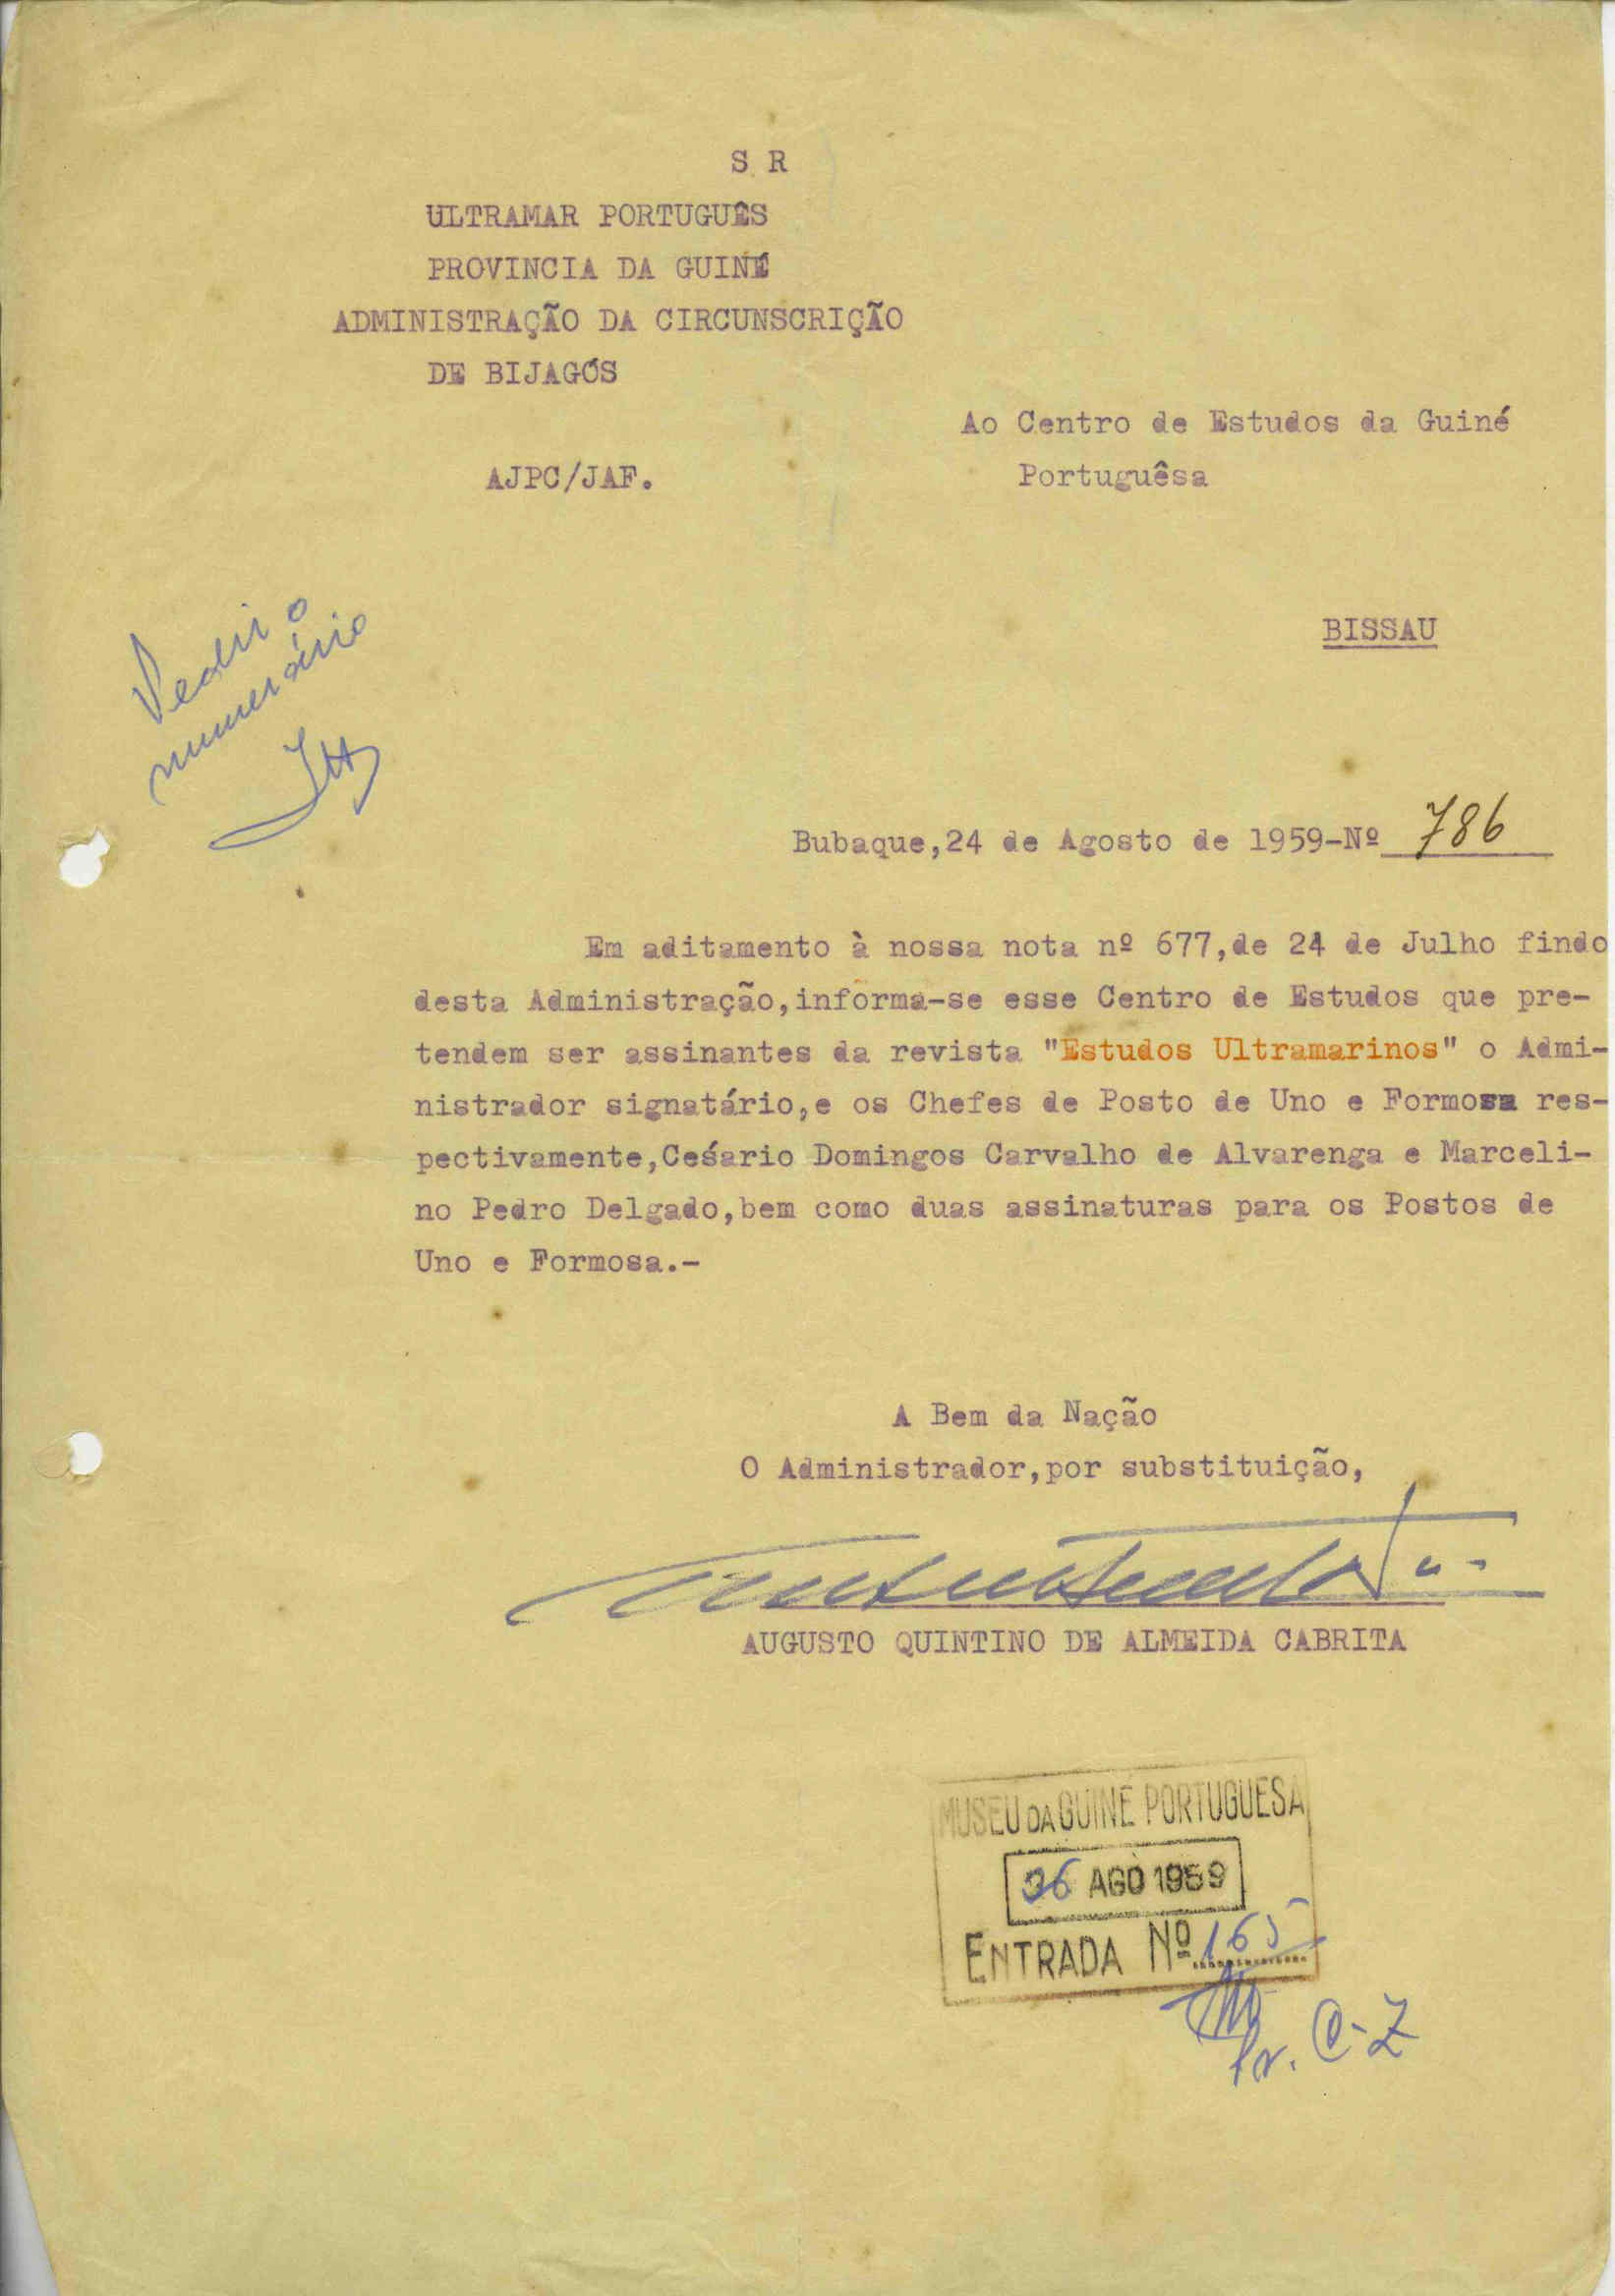 S R
ULTRAMAR PORTUGUÊS
PROVINCIA DA GUINÉ
ADMINISTRAÇÃO DA CIRCUNSCRIÇÃO
DE BIJAGÓS
Ao Centro de Estudos da Guiné
Portuguêsa
AJPC/JAF.
BISSAU
Pedir o
numerário
Bubaque,24 de Agosto de 1959-Nº 786
Em aditamento à nossa nota nº 677,de 24 de Julho findo
desta Administração,informa-se esse Centro de Estudos que pre-
tendem ser assinantes da revista "Estudos Ultramarinos" o Admi-
nistrador signatário,e os Chefes de Posto de Uno e Formosa res-
pectivamente,Cesário Domingos Carvalho de Alvarenga e Marceli-
no Pedro Delgado,bem como duas assinaturas para os Postos de
Uno e Formosa.-
A Bem da Nação
O Administrador,por substituição,
AUGUSTO QUINTINO DE ALMEIDA CABRITA
MUSEU DA GUINÉ PORTUGUESA
26 AGO 1959
ENTRADA Nº 165